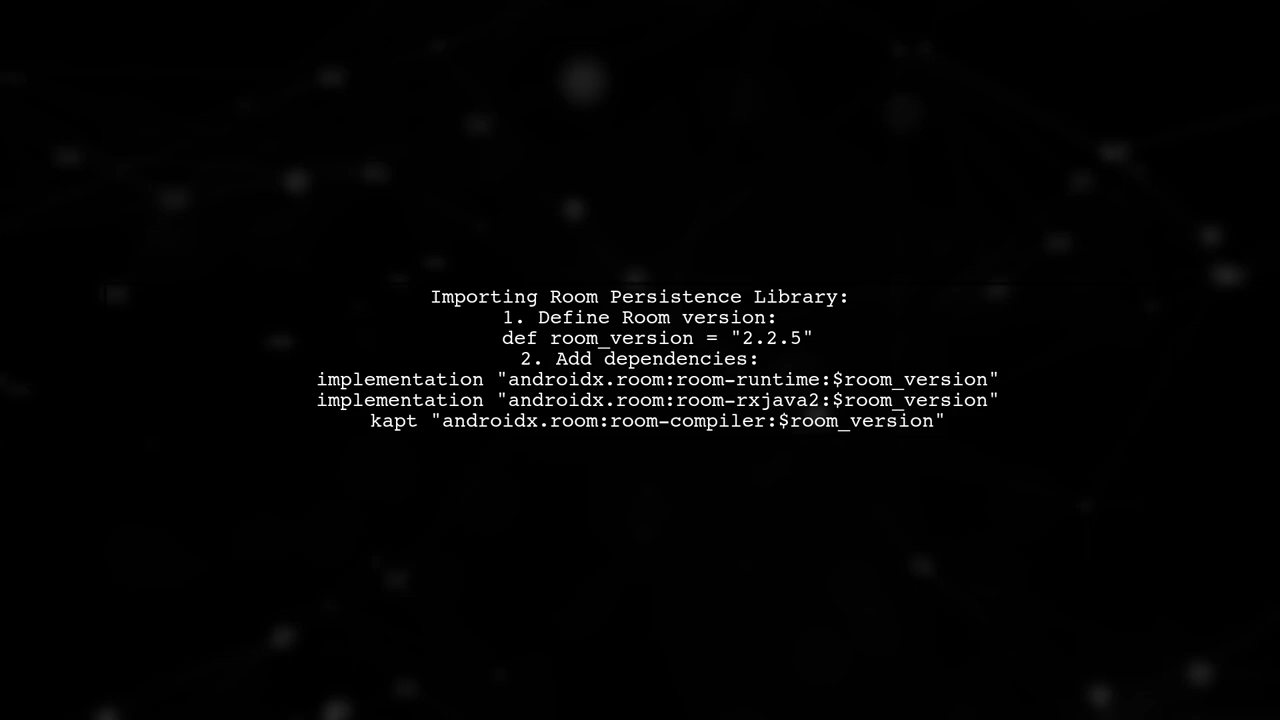 Importing Room Persistence Library:
1. Define Room version:
def room_version = "2.2.5"
2. Add dependencies:
implementation "androidx.room:room-runtime:$room_version"
implementation "androidx.room:room-rxjava2:$room_version"
kapt "androidx.room:room-compiler:$room_version"